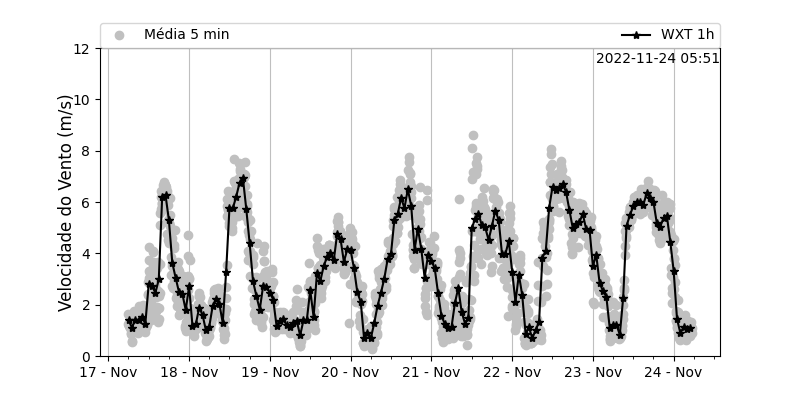 Média 5 min
WXT 1h
2022-11-24 05:51
Velocidade do Vento (m/s)
12
10
8
6
4
2
0
17 - Nov
18 - Nov
19 - Nov
20 - Nov
21 - Nov
22 - Nov
23 - Nov
24 - Nov